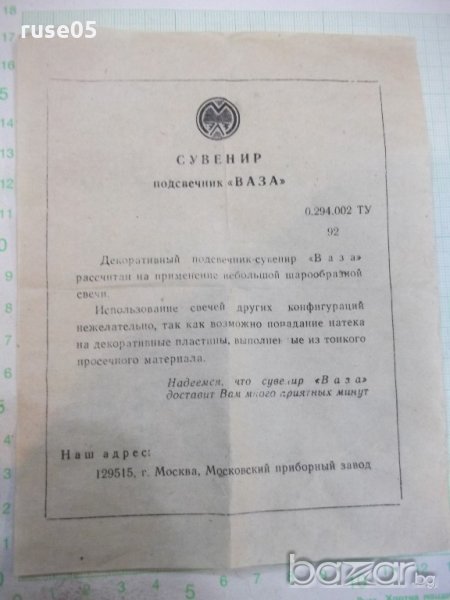 ruse05
СУВЕНИР
подсвечник «ВАЗА»
0.294.002 ТУ
92
Декоративный подсвечник-сувенир «Ваза»
рассчитан на применение небольшой шарообразной
свечи.
Использование свечей других конфигураций
нежелательно, так как возможно попадание натека
на декоративные пластины, выполненные из тонкого
просечного материала.
Надеемся, что сувенир «Ваза»
доставит Вам много приятных минут
Наш адрес:
129515, г. Москва, Московский приборный завод
bazar.bg